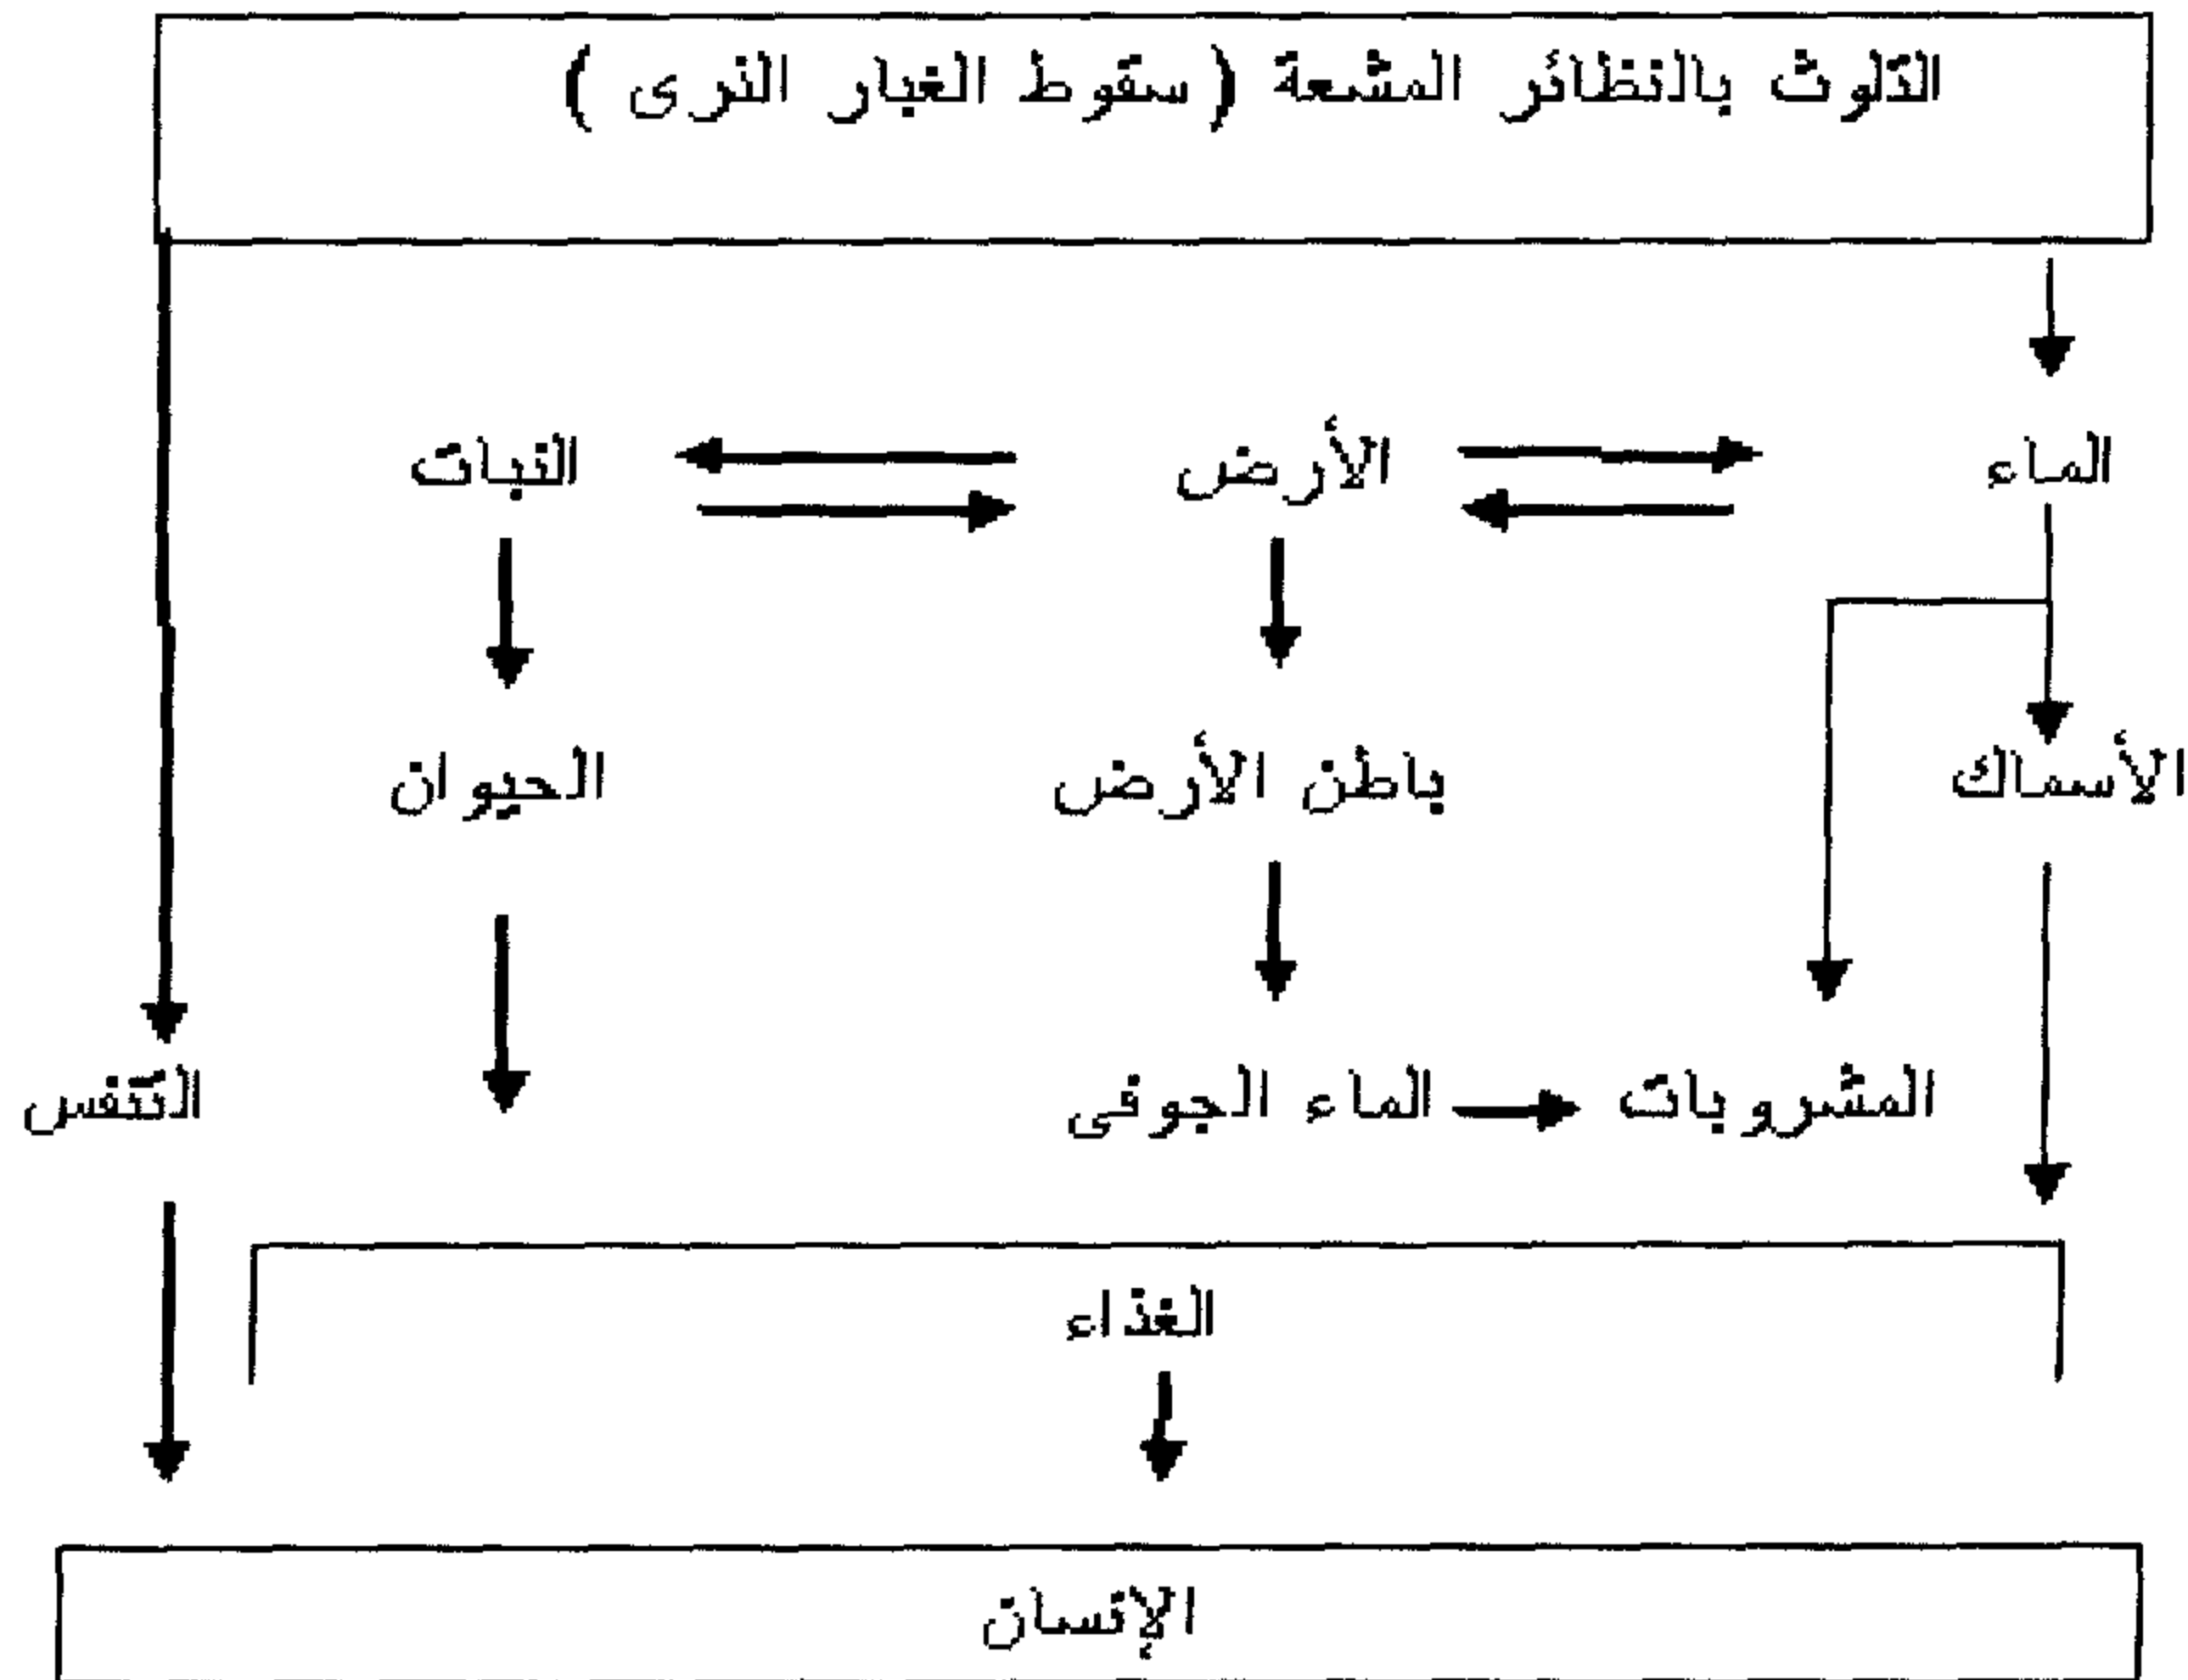 التلوث بالنظائر المشعة ( سقوط الغبار الذرى )
الماء الأرض النبات
الأسماك باطن الأرض الحيوان
المشروبات الماء الجوفى التنفس
الغذاء
الإنسان